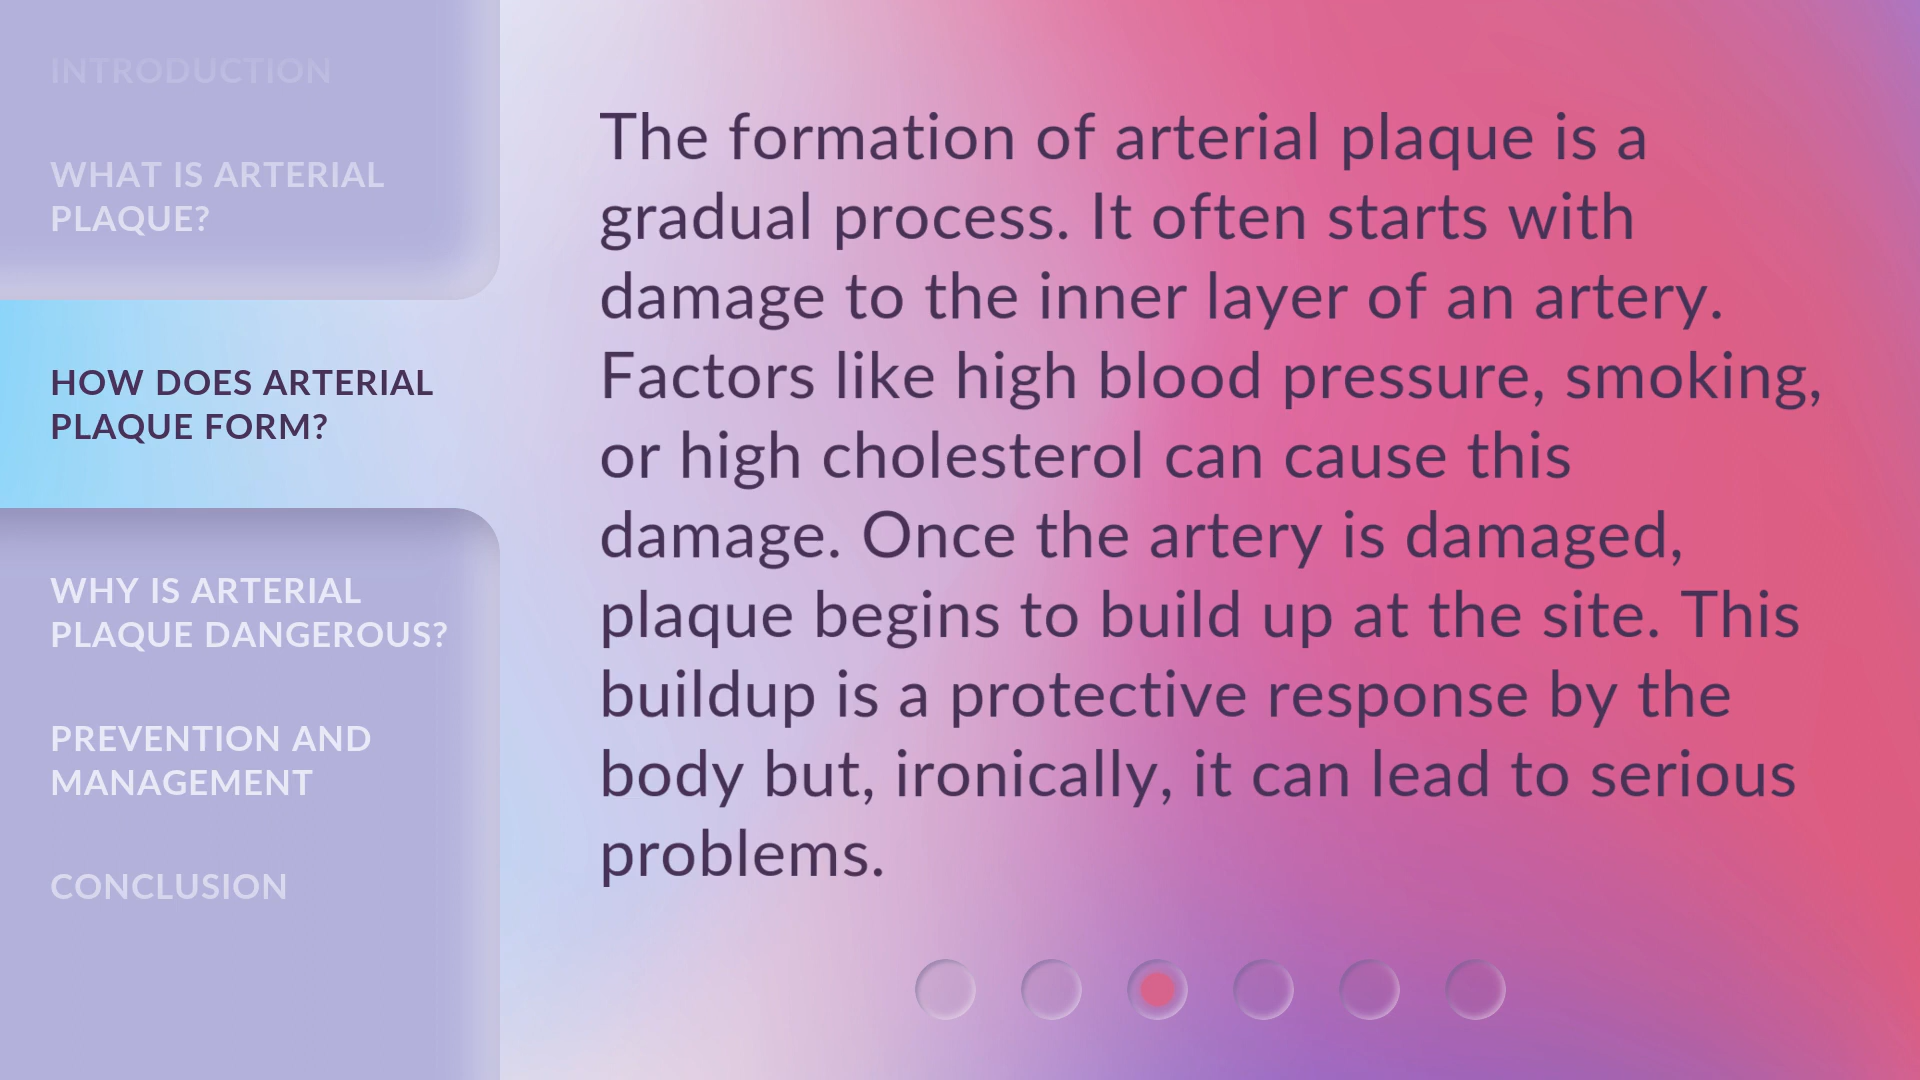 INTRODUCTION
WHAT IS ARTERIAL
PLAQUE?
HOW DOES ARTERIAL
PLAQUE FORM?
WHY IS ARTERIAL
PLAQUE DANGEROUS?
PREVENTION AND
MANAGEMENT
CONCLUSION
The formation of arterial plaque is a
gradual process. It often starts with
damage to the inner layer of an artery.
Factors like high blood pressure, smoking,
or high cholesterol can cause this
damage. Once the artery is damaged,
plaque begins to build up at the site. This
buildup is a protective response by the
body but, ironically, it can lead to serious
problems.